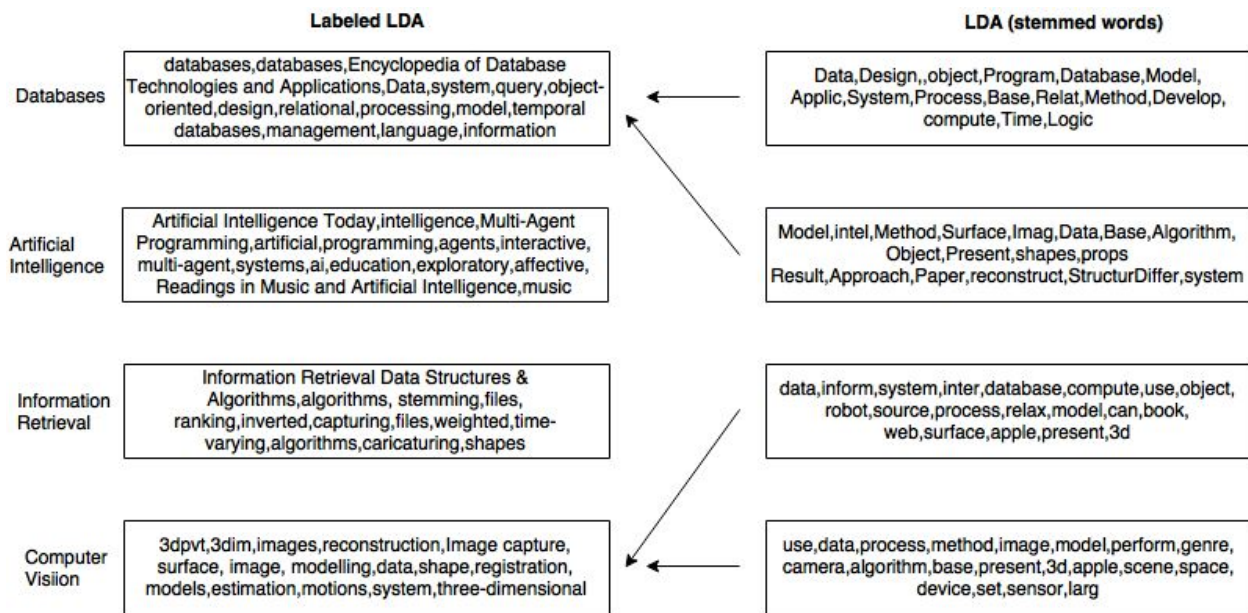 Labeled LDA
LDA (stemmed words)
Databases
databases,databases,Encyclopedia of Database
Technologies and Applications,Data,system,query,object-
oriented,design,relational,processing,model,temporal
databases,management,language,information
Data,Design,,object,Program,Database,Model,
Applic,System,Process,Base,Relat,Method,Develop,
compute,Time,Logic
Artificial
Intelligence
Artificial Intelligence Today,intelligence,Multi-Agent
Programming,artificial,programming,agents,interactive,
multi-agent,systems,ai,education,exploratory,affective,
Readings in Music and Artificial Intelligence,music
Model,intel,Method,Surface,Imag,Data,Base,Algorithm,
Object,Present,shapes,props
Result,Approach,Paper,reconstruct,StructurDiffer,system
Information
Retrieval
Information Retrieval Data Structures &
Algorithms,algorithms, stemming,files,
ranking,inverted,capturing,files,weighted,time-
varying,algorithms,caricaturing,shapes
data,inform,system,inter,database,compute,use,object,
robot,source,process,relax,model,can,book,
web,surface,apple,present,3d
Computer
Visiion
3dpvt,3dim,images,reconstruction,Image capture,
surface, image, modelling,data,shape,registration,
models,estimation,motions,system,three-dimensional
use,data,process,method,image,model,perform,genre,
camera,algorithm,base,present,3d,apple,scene,space,
device,set,sensor,larg